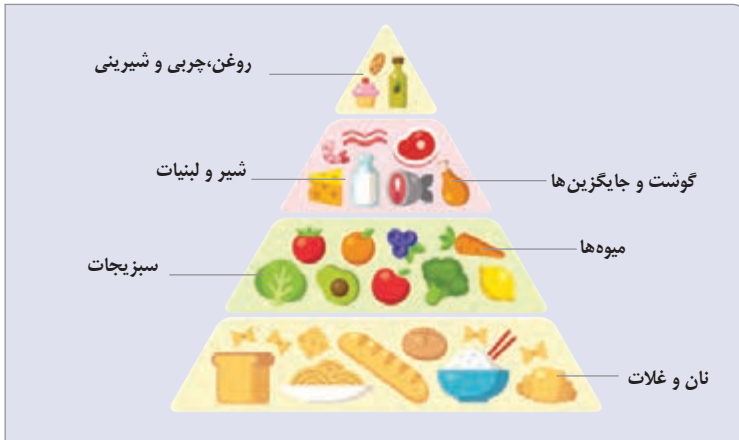 روغن،چربی و شیرینی
شیر و لبنیات
گوشت و جایگزین‌ها
میوه‌ها
سبزیجات
نان و غلات